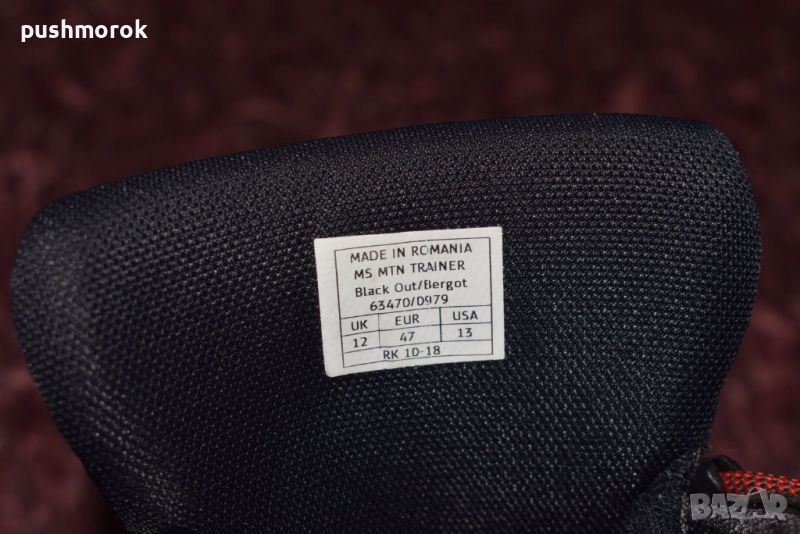 pushmorok
MADE IN ROMANIA
MS MTN TRAINER
Black Out/Bergot
63470/0979
UK EUR USA
12 47 13
RK 10-18
BAZAR